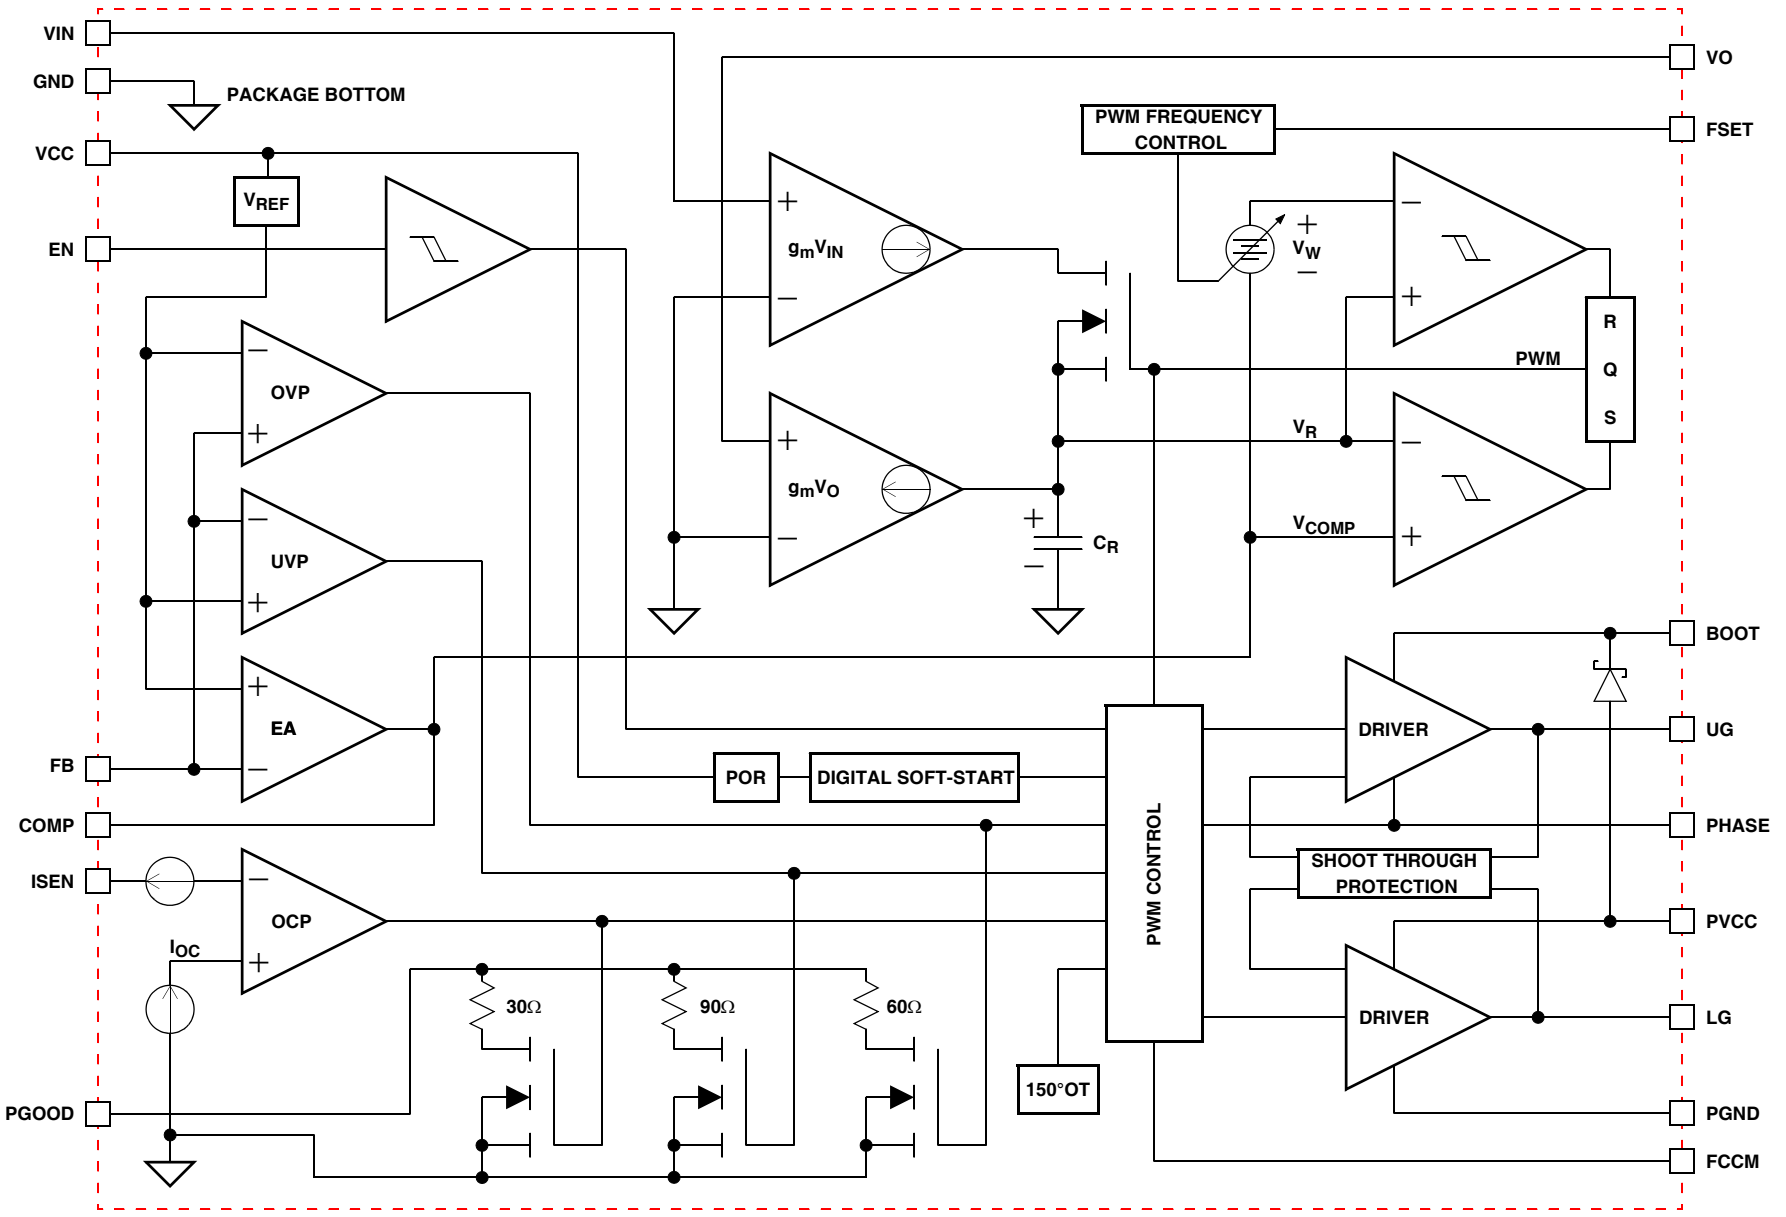 VIN
VO
GND
PACKAGE BOTTOM
PWM FREQUENCY
CONTROL
FSET
VCC
VREF
EN
+
gmVIN
−
−
+
VW
−
+
R
Q
S
PWM
−
OVP
+
+
gmVO
−
VR
−
VCOMP
+
+
CR
−
−
UVP
+
BOOT
+
EA
−
DRIVER
UG
FB
POR
DIGITAL SOFT-START
COMP
PWM CONTROL
PHASE
SHOOT THROUGH
PROTECTION
ISEN
−
OCP
+
IOC
PVCC
30Ω
90Ω
60Ω
DRIVER
LG
150°OT
PGOOD
PGND
FCCM